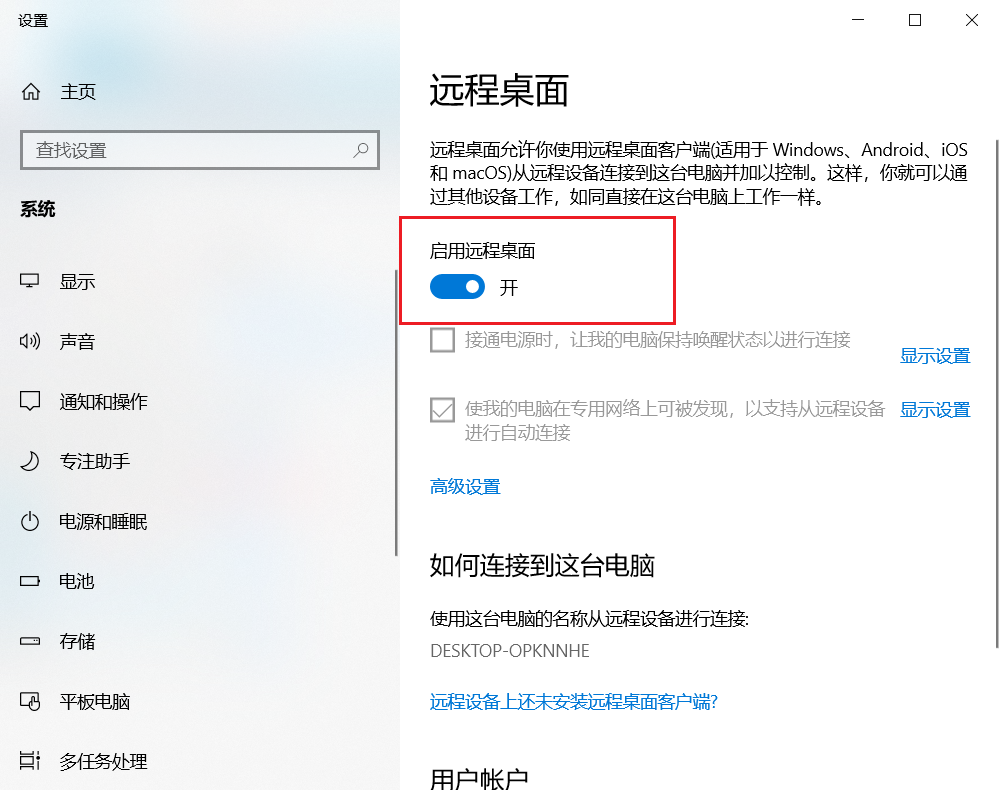 设置
主页
查找设置
系统
显示
声音
通知和操作
专注助手
电源和睡眠
电池
存储
平板电脑
多任务处理
远程桌面
远程桌面允许你使用远程桌面客户端(适用于 Windows、Android、iOS
和 macOS)从远程设备连接到这台电脑并加以控制。这样，你就可以通
过其他设备工作，如同直接在这台电脑上工作一样。
启用远程桌面
开
接通电源时，让我的电脑保持唤醒状态以进行连接
显示设置
使我的电脑在专用网络上可被发现，以支持从远程设备
进行自动连接
显示设置
高级设置
如何连接到这台电脑
使用这台电脑的名称从远程设备进行连接:
DESKTOP-OPKNNHE
远程设备上还未安装远程桌面客户端?
用户帐户